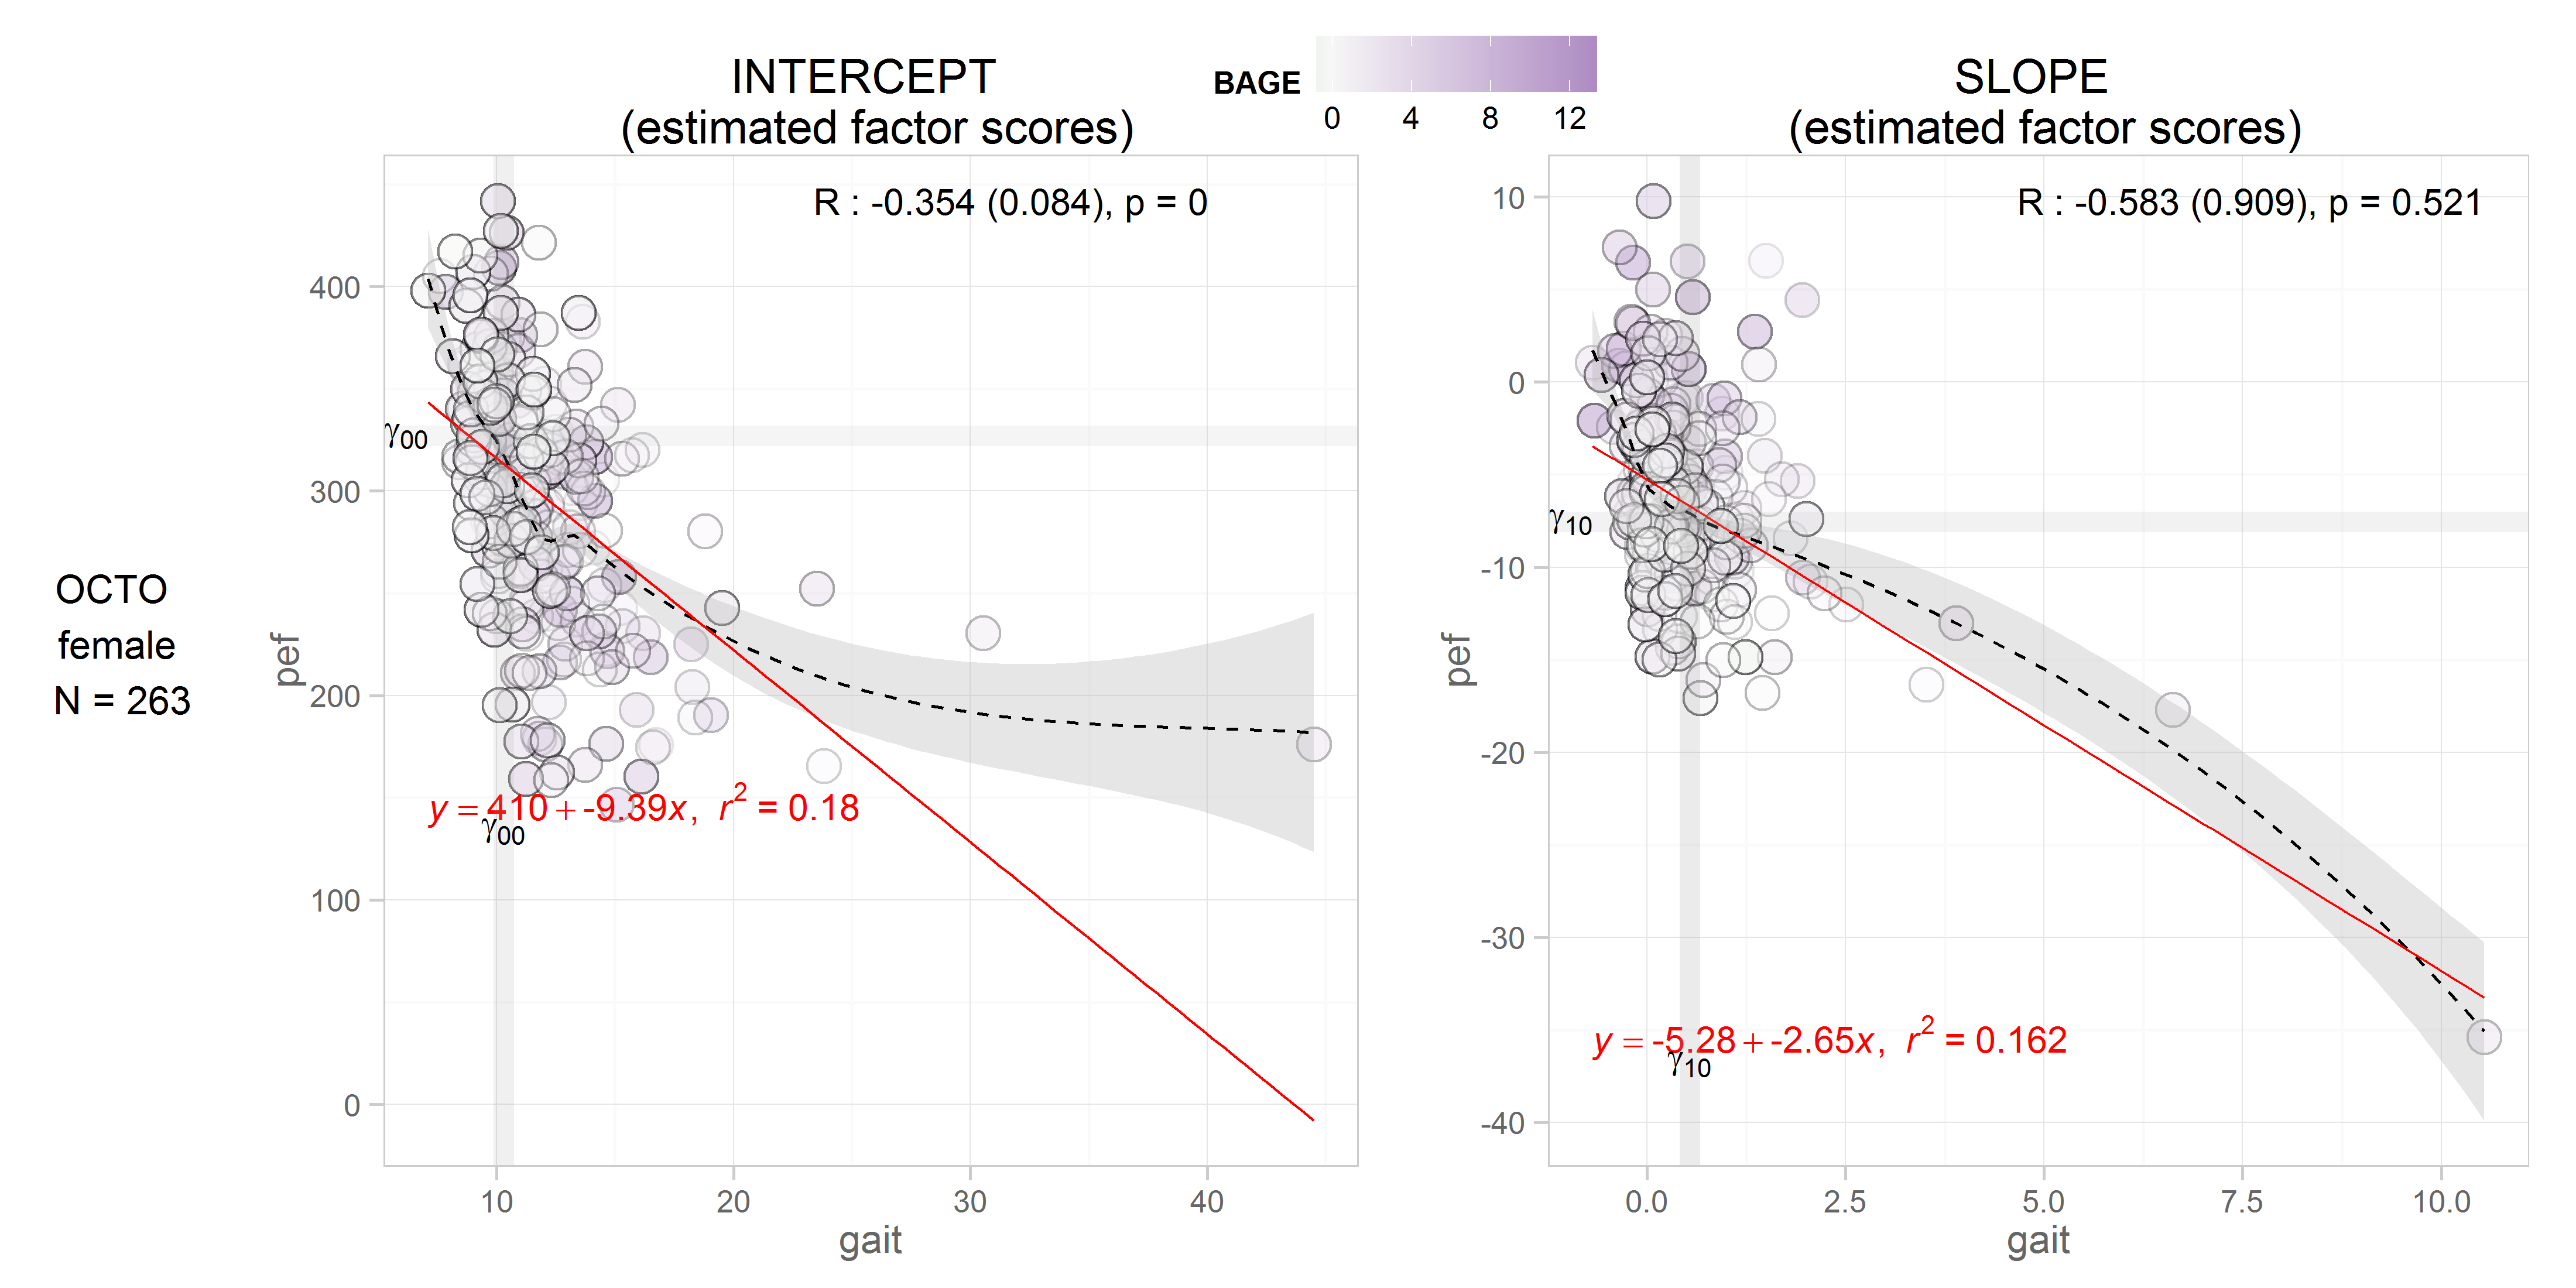 INTERCEPT
(estimated factor scores)
BAGE
0 4 8 12
SLOPE
(estimated factor scores)
OCTO
female
N = 263
pef
400
300
200
100
0
R : -0.354 (0.084), p = 0
γ00
y = 410 + -9.39x, r2 = 0.18
γ00
10 20 30 40
gait
pef
10
0
-10
-20
-30
-40
R : -0.583 (0.909), p = 0.521
γ10
y = -5.28 + -2.65x, r2 = 0.162
γ10
0.0 2.5 5.0 7.5 10.0
gait